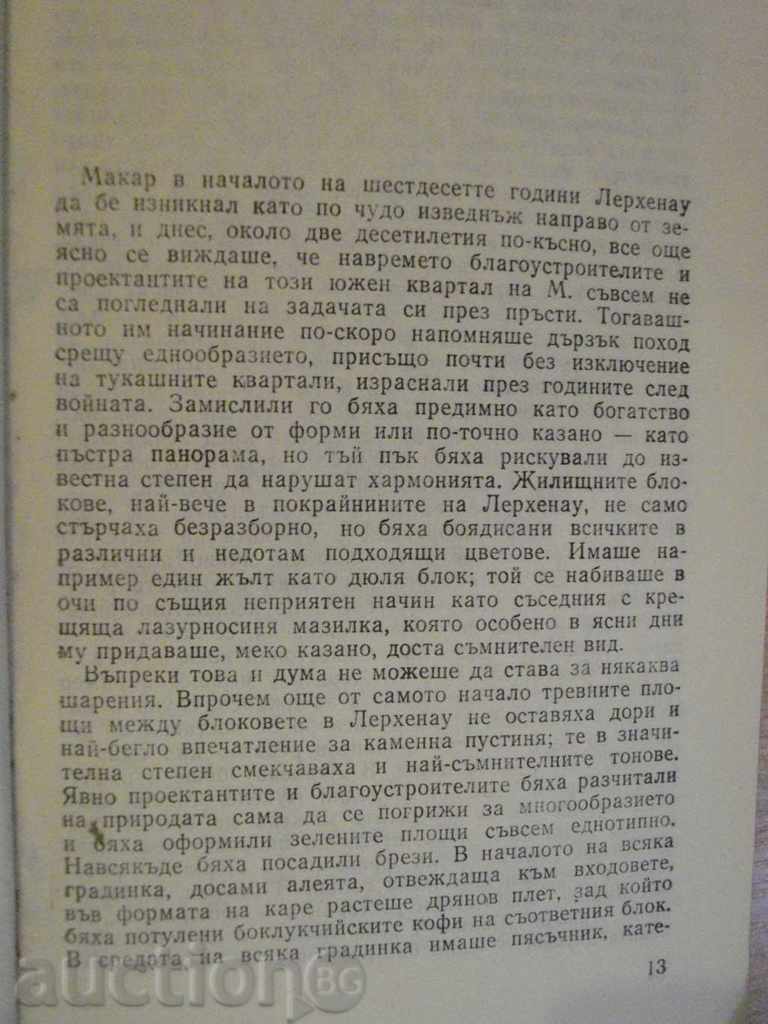 Макар в началото на шестдесетте години Лерхенау
да бе изникнал като по чудо изведнъж направо от зе-
мята, и днес, около две десетилетия по-късно, все още
ясно се виждаше, че навремето благоустроителите и
проектантите на този южен квартал на М. съвсем не
са погледнали на задачата си през пръсти. Тогаваш-
ното им начинание по-скоро напомняше дързък поход
срещу еднообразието, присъщо почти без изключение
на тукашните квартали, израснали през годините след
войната. Замислили го бяха предимно като богатство
и разнообразие от форми или по-точно казано — като
пъстра панорама, но тъй пък бяха рискували до из-
вестна степен да нарушат хармонията. Жилищните бло-
кове, най-вече в покрайнините на Лерхенау, не само
стърчаха безразборно, но бяха боядисани всичките в
различни и недотам подходящи цветове. Имаше на-
пример един жълт като дюля блок; той се набиваше в
очи по същия неприятен начин като съседния с кре-
щяща лазурносиня мазилка, която особено в ясни дни
му придаваше, меко казано, доста съмнителен вид.
Въпреки това и дума не можеше да става за някаква
шарения. Впрочем още от самото начало тревните пло-
щи между блоковете в Лерхенау не оставяха дори и
най-бегло впечатление за каменна пустиня; те в значи-
телна степен смекчаваха и най-съмнителните тонове.
Явно проектантите и благоустроителите бяха разчитали
на природата сама да се погрижи за многообразието
и бяха оформили зелените площи съвсем еднотипно.
Навсякъде бяха посадили брези. В началото на всяка
градинка, досами алеята, отвеждаща към входовете,
във формата на каре растеше дрянов плет, зад който
бяха потулени боклукчийските кофи на съответния блок.
В средата на всяка градинка имаше пясъчник, кате-
13
auctionBG